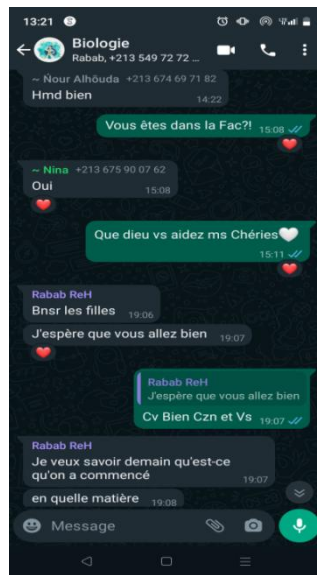 13:21
Biologie
Rabab, +213 549 72 72 ...
~ Nour Alhôuda +213 674 69 71 82
Hmd bien
14:22
Vous êtes dans la Fac?! 15:08
~ Nina +213 675 90 07 62
Oui
15:08
Que dieu vs aidez ms Chéries🤍
15:11
Rabab ReH
Bnsr les filles 19:06
J'espère que vous allez bien 19:07
Rabab ReH
J'espère que vous allez bien
Cv Bien Czn et Vs 19:07
Rabab ReH
Je veux savoir demain qu'est-ce
qu'on a commencé
19:07
en quelle matière 19:08
Message